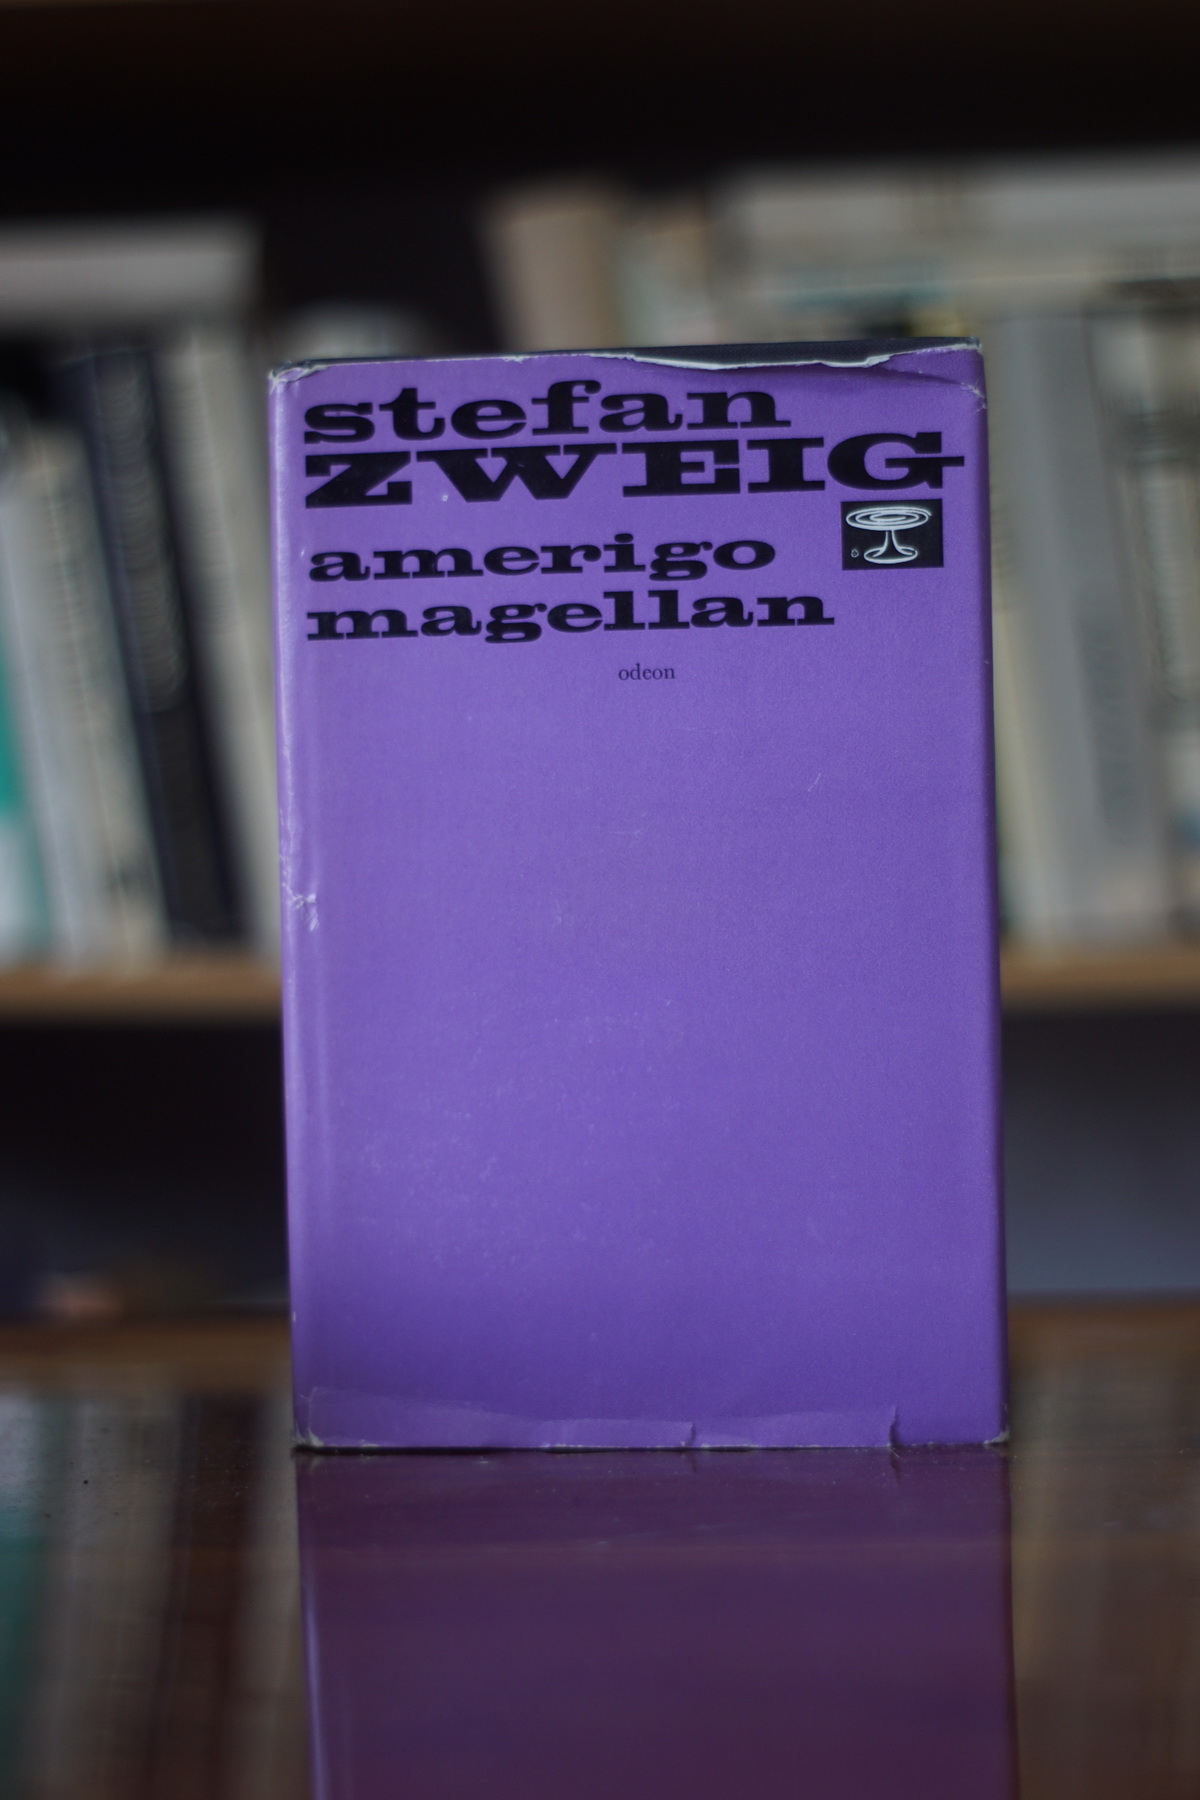 stefan
ZWEIG
amerigo
magellan
odeon